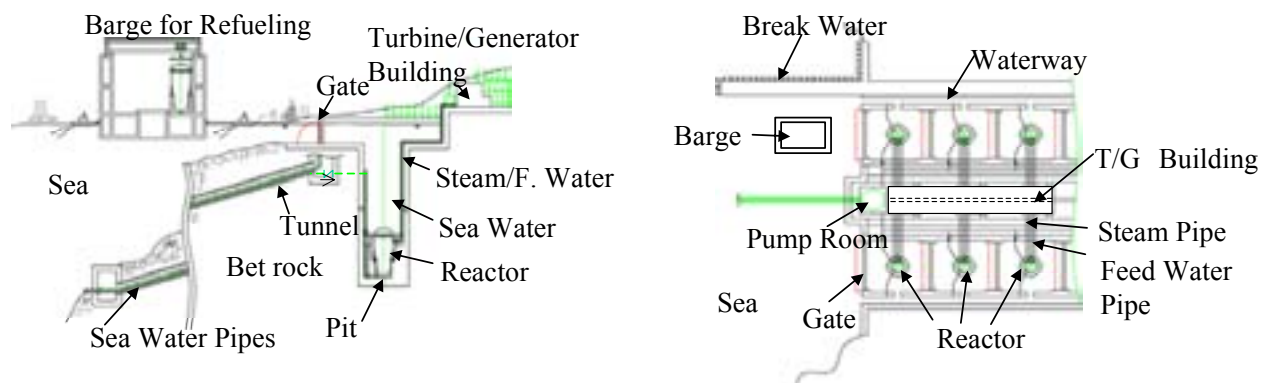 Barge for Refueling
Turbine/Generator
Building
Gate
Sea
Steam/F. Water
Tunnel
Sea Water
Bet rock
Reactor
Sea Water Pipes
Pit
Break Water
Waterway
Barge
T/G Building
Pump Room
Steam Pipe
Feed Water
Pipe
Sea
Gate
Reactor